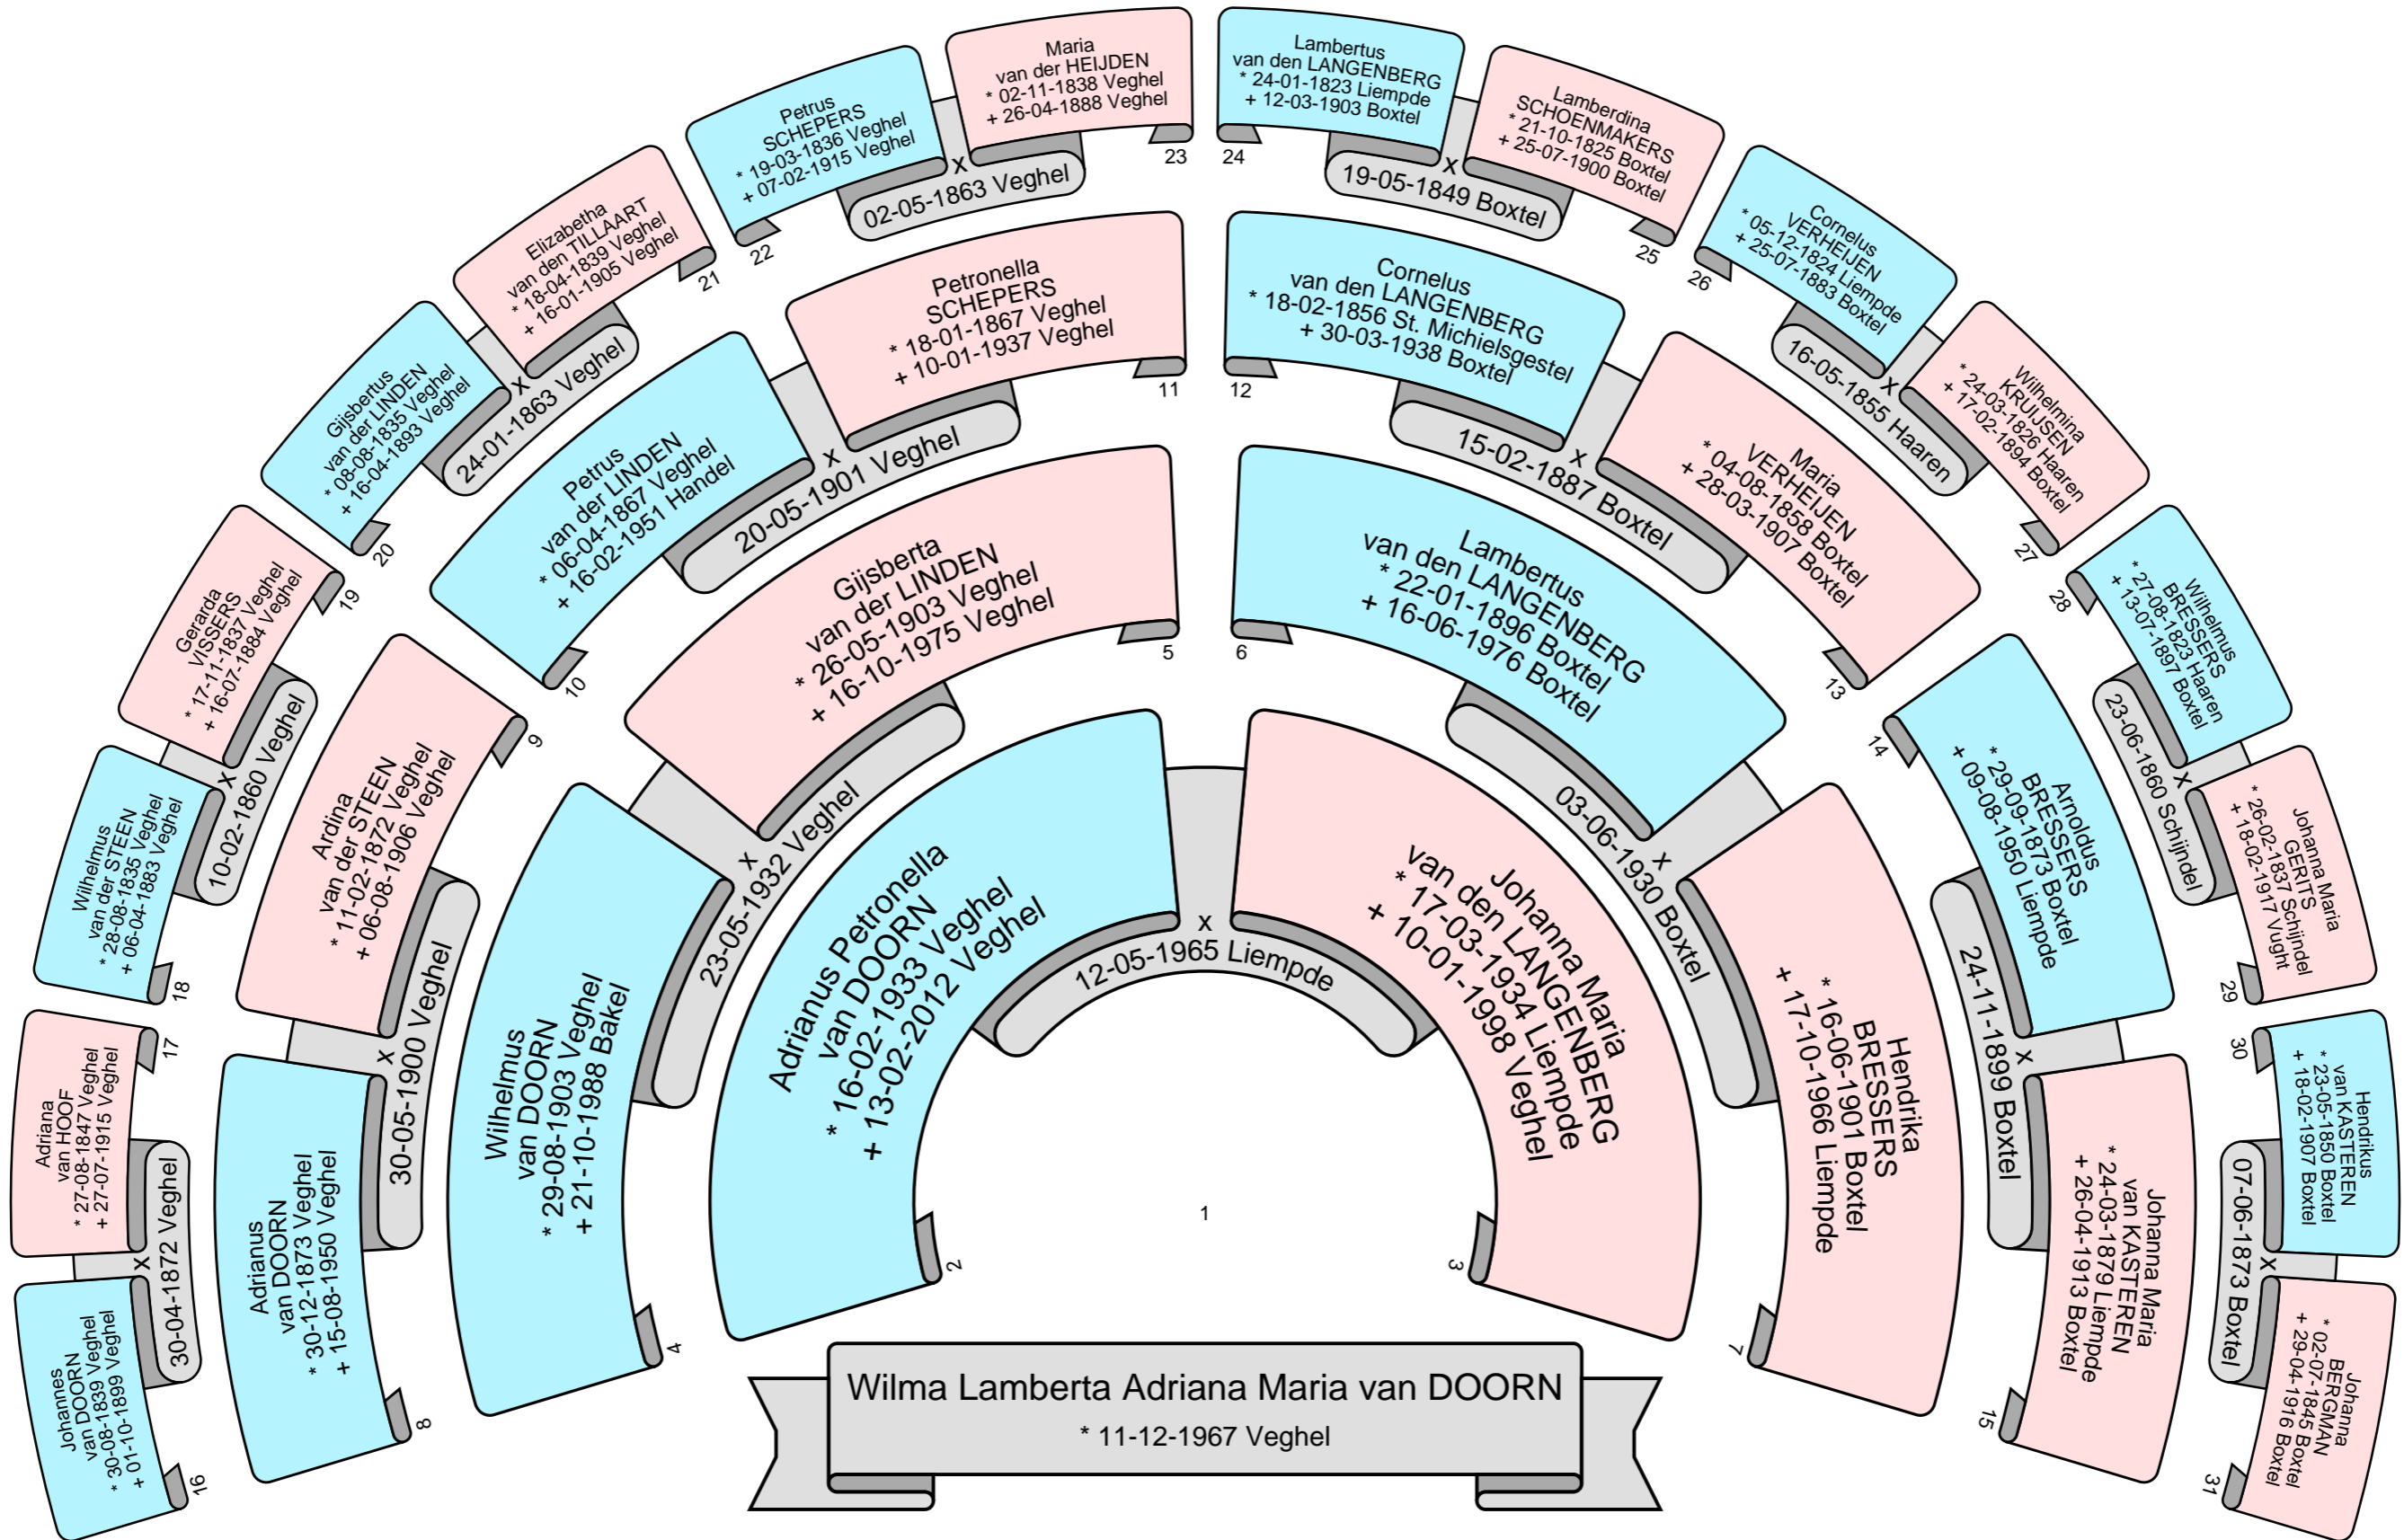 Wilma Lamberta Adriana Maria van DOORN
* 11-12-1967 Veghel
1
Adrianus Petronella
van DOORN
* 16-02-1933 Veghel
+ 13-02-2012 Veghel
2
x
12-05-1965 Liempde
Johanna Maria
van den LANGENBERG
* 17-03-1934 Liempde
+ 10-01-1998 Veghel
3
Wilhelmus
van DOORN
* 29-08-1903 Veghel
+ 21-10-1988 Bakel
4
x
23-05-1932 Veghel
Gijsberta
van der LINDEN
* 26-05-1903 Veghel
+ 16-10-1975 Veghel
5
Lambertus
van den LANGENBERG
* 22-01-1896 Boxtel
+ 16-06-1976 Boxtel
6
x
03-06-1930 Boxtel
Hendrika
BRESSERS
* 16-06-1901 Boxtel
+ 17-10-1966 Liempde
7
Adrianus
van DOORN
* 30-12-1873 Veghel
+ 15-08-1950 Veghel
8
x
30-05-1900 Veghel
Ardina
van der STEEN
* 11-02-1872 Veghel
+ 06-08-1906 Veghel
9
Petrus
van der LINDEN
* 06-04-1867 Veghel
+ 16-02-1951 Handel
10
x
20-05-1901 Veghel
Petronella
SCHEPERS
* 18-01-1867 Veghel
+ 10-01-1937 Veghel
11
Cornelus
van den LANGENBERG
* 18-02-1856 St. Michielsgestel
+ 30-03-1938 Boxtel
12
x
15-02-1887 Boxtel
Maria
VERHEIJEN
* 04-08-1858 Boxtel
+ 28-03-1907 Boxtel
13
Arnoldus
BRESSERS
* 29-09-1873 Boxtel
+ 09-08-1950 Liempde
14
x
24-11-1899 Boxtel
Johanna Maria
van KASTEREN
* 24-03-1879 Liempde
+ 26-04-1913 Boxtel
15
Johannes
van DOORN
* 30-08-1839 Veghel
+ 01-10-1899 Veghel
16
x
30-04-1872 Veghel
Adriana
van HOOF
* 27-08-1847 Veghel
+ 27-07-1915 Veghel
17
Wilhelmus
van der STEEN
* 28-08-1835 Veghel
+ 06-04-1883 Veghel
18
x
10-02-1860 Veghel
Gerarda
VISSERS
* 17-11-1837 Veghel
+ 16-07-1884 Veghel
19
Gijsbertus
van der LINDEN
* 08-08-1835 Veghel
+ 16-04-1893 Veghel
20
x
24-01-1863 Veghel
Elizabetha
van den TILLAART
* 18-04-1839 Veghel
+ 16-01-1905 Veghel
21
Petrus
SCHEPERS
* 19-03-1836 Veghel
+ 07-02-1915 Veghel
22
x
02-05-1863 Veghel
Maria
van der HEIJDEN
* 02-11-1838 Veghel
+ 26-04-1888 Veghel
23
Lambertus
van den LANGENBERG
* 24-01-1823 Liempde
+ 12-03-1903 Boxtel
24
x
19-05-1849 Boxtel
Lamberdina
SCHOENMAKERS
* 21-10-1825 Boxtel
+ 25-07-1900 Boxtel
25
Cornelus
VERHEIJEN
* 05-12-1824 Liempde
+ 25-07-1883 Boxtel
26
x
16-05-1855 Haaren
Wilhelmina
KRUIJSEN
* 24-03-1826 Haaren
+ 17-02-1894 Boxtel
27
Wilhelmus
BRESSERS
* 27-08-1823 Haaren
+ 13-07-1897 Boxtel
28
x
23-06-1860 Schijndel
Johanna Maria
GERITS
* 26-02-1837 Schijndel
+ 18-02-1917 Vught
29
Hendrikus
van KASTEREN
* 23-05-1850 Boxtel
+ 18-02-1907 Boxtel
30
x
07-06-1873 Boxtel
Johanna
BERGMAN
* 02-07-1845 Boxtel
+ 29-04-1916 Boxtel
31